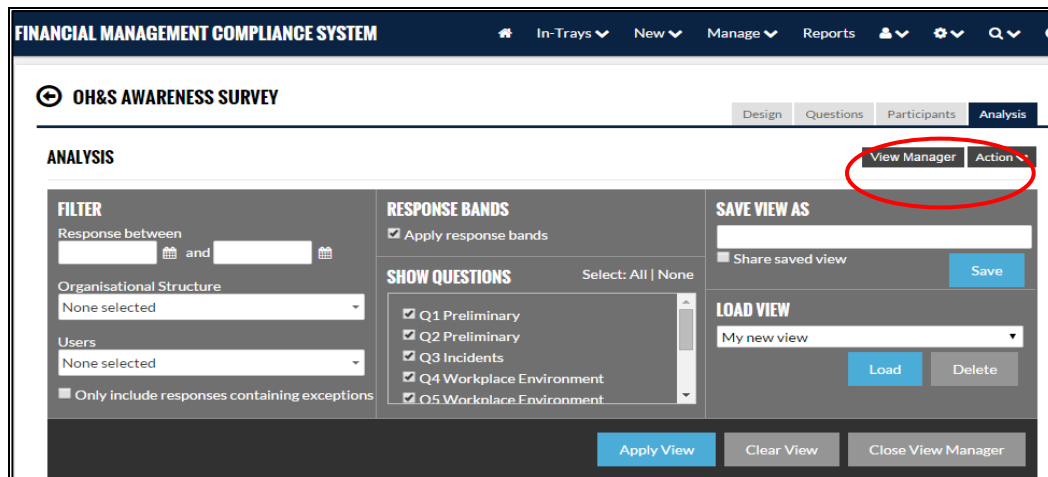 FINANCIAL MANAGEMENT COMPLIANCE SYSTEM
In-Trays New Manage Reports
OH&S AWARENESS SURVEY
Design Questions Participants Analysis
ANALYSIS
View Manager Action
FILTER
Response between
and
Organisational Structure
None selected
Users
None selected
Only include responses containing exceptions
RESPONSE BANDS
Apply response bands
SHOW QUESTIONS Select: All | None
Q1 Preliminary
Q2 Preliminary
Q3 Incidents
Q4 Workplace Environment
Q5 Workplace Environment
SAVE VIEW AS
Share saved view
Save
LOAD VIEW
My new view
Load Delete
Apply View Clear View Close View Manager